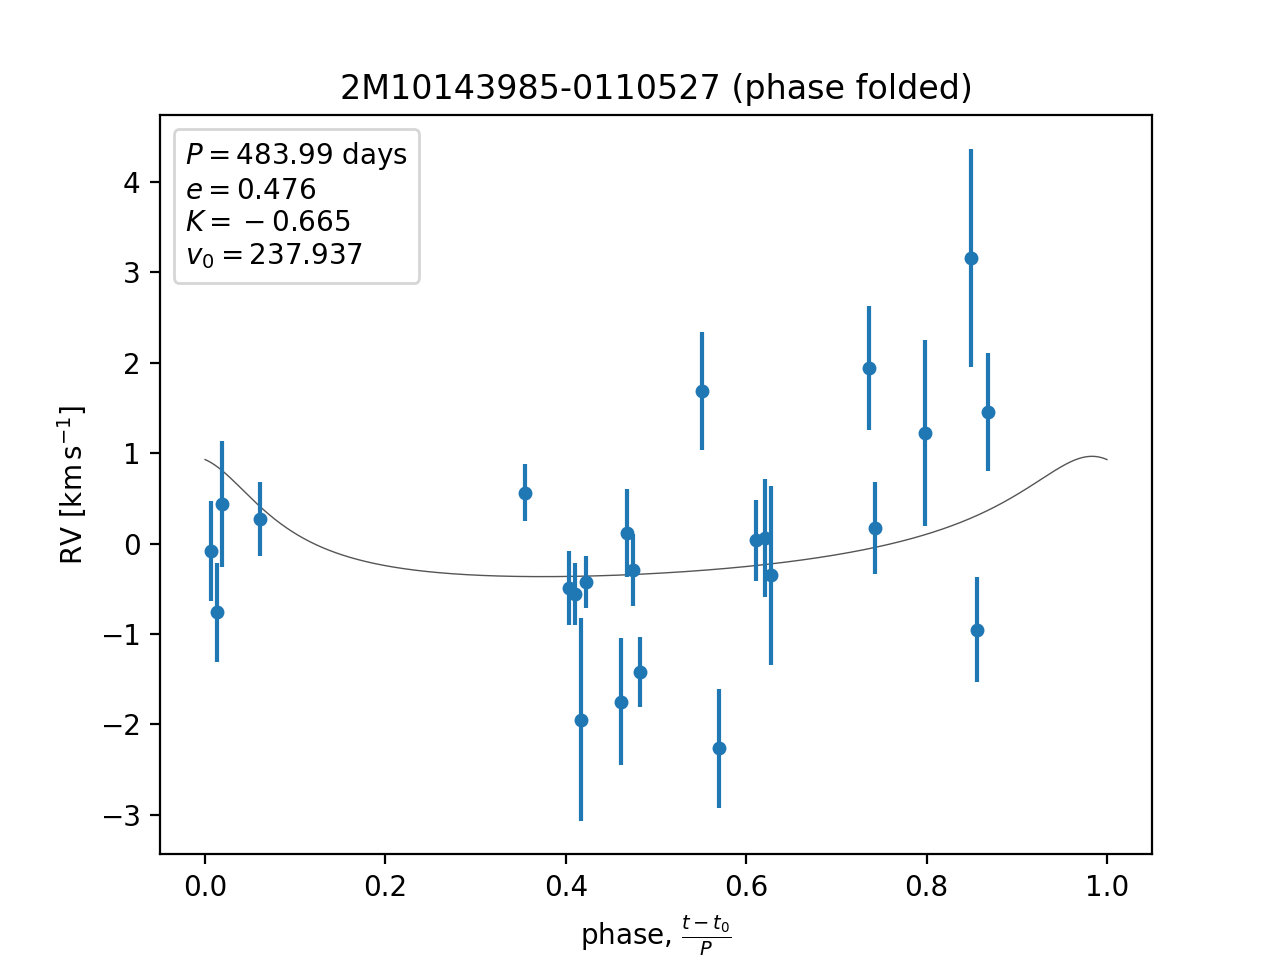 2M10143985-0110527 (phase folded)
P = 483.99 days
e = 0.476
K = −0.665
v₀ = 237.937
4
3
2
1
0
−1
−2
−3
RV [km s⁻¹]
0.0 0.2 0.4 0.6 0.8 1.0
phase, (t − t₀)/P